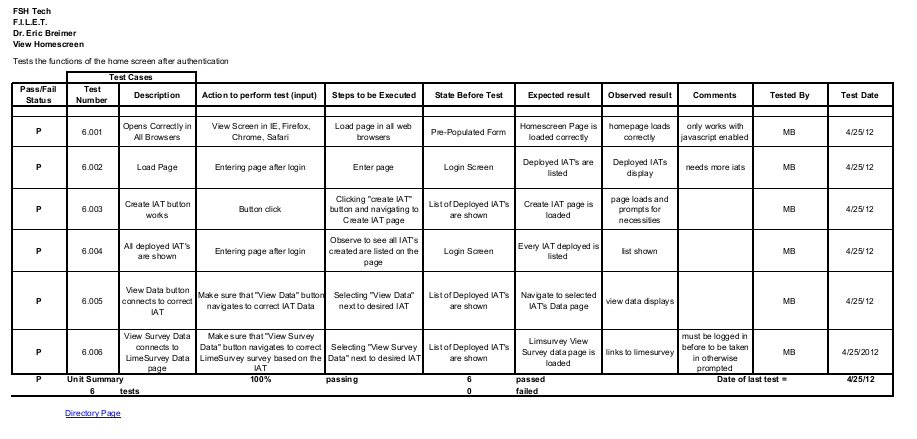 FSH Tech
F.I.L.E.T.
Dr. Eric Breimer
View Homescreen
Tests the functions of the home screen after authentication
Test Cases
Pass/Fail Status | Test Number | Description | Action to perform test (input) | Steps to be Executed | State Before Test | Expected result | Observed result | Comments | Tested By | Test Date
P | 6.001 | Opens Correctly in All Browsers | View Screen in IE, Firefox, Chrome, Safari | Load page in all web browsers | Pre-Populated Form | Homescreen Page is loaded correctly | homepage loads correctly | only works with javascript enabled | MB | 4/25/12
P | 6.002 | Load Page | Entering page after login | Enter page | Login Screen | Deployed IAT's are listed | Deployed IATs display | needs more iats | MB | 4/25/12
P | 6.003 | Create IAT button works | Button click | Clicking "create IAT" button and navigating to Create IAT page | List of Deployed IAT's are shown | Create IAT page is loaded | page loads and prompts for necessities | | MB | 4/25/12
P | 6.004 | All deployed IAT's are shown | Entering page after login | Observe to see all IAT's created are listed on the page | Login Screen | Every IAT deployed is listed | list shown | | MB | 4/25/12
P | 6.005 | View Data button connects to correct IAT | Make sure that "View Data" button navigates to correct IAT Data | Selecting "View Data" next to desired IAT | List of Deployed IAT's are shown | Navigate to selected IAT's Data page | view data displays | | MB | 4/25/12
P | 6.006 | View Survey Data connects to LimeSurvey Data page | Make sure that "View Survey Data" button navigates to correct LimeSurvey survey based on the IAT | Selecting "View Survey Data" next to desired IAT | List of Deployed IAT's are shown | Limsurvey View Survey data page is loaded | links to limesurvey | must be logged in before to be taken in otherwise prompted | MB | 4/25/2012
P | Unit Summary | 100% | passing | 6 | passed | Date of last test = | 4/25/12
6 | tests | 0 | failed
Directory Page